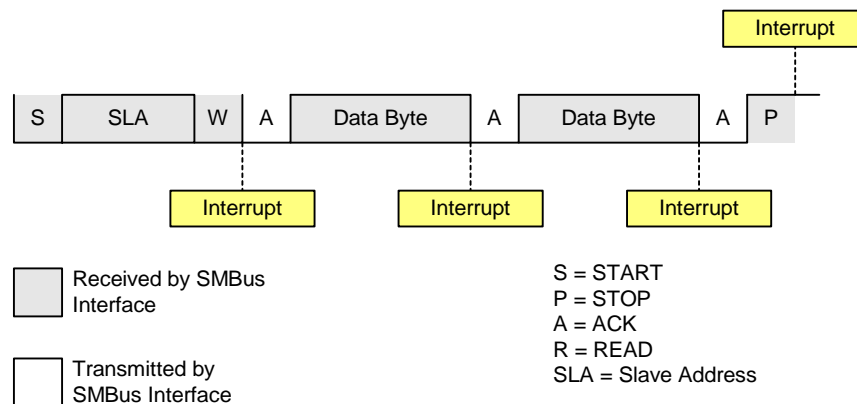 Interrupt
S SLA W A Data Byte A Data Byte A P
Interrupt Interrupt Interrupt
Received by SMBus
Interface
Transmitted by
SMBus Interface
S = START
P = STOP
A = ACK
R = READ
SLA = Slave Address